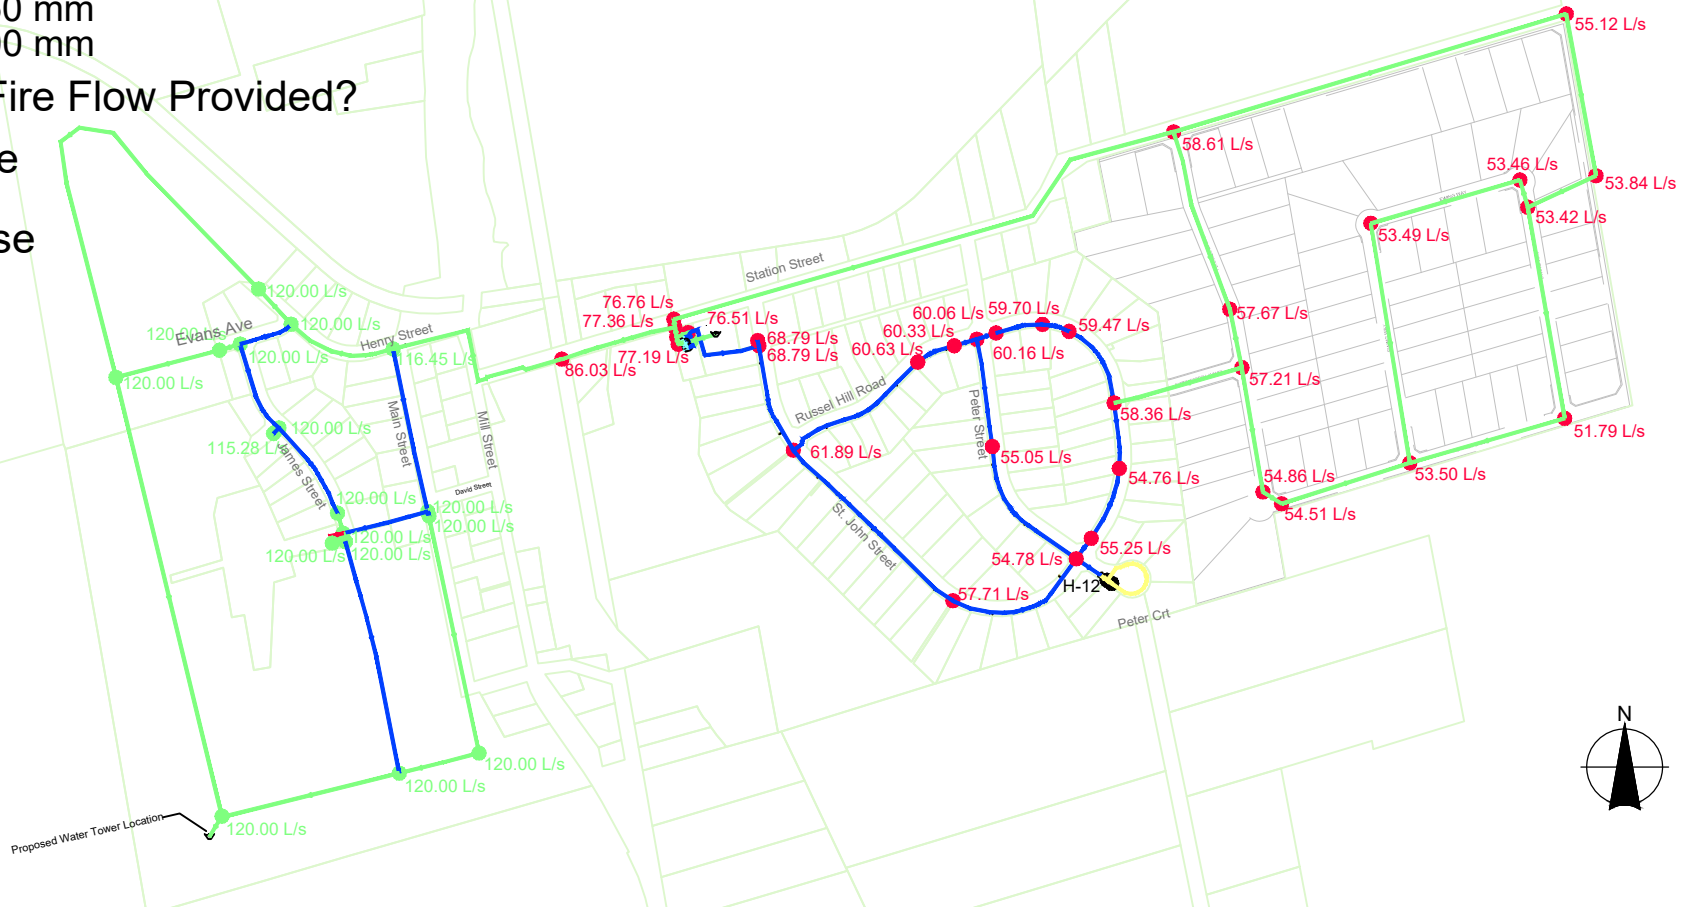 50 mm
00 mm
Fire Flow Provided?
e
se
55.12 L/s
58.61 L/s
53.46 L/s
53.84 L/s
53.42 L/s
53.49 L/s
Station Street
120.00 L/s
76.76 L/s
77.36 L/s
76.51 L/s
60.06 L/s
59.70 L/s
57.67 L/s
120.00 L/s
120.00 L/s
Evans Ave
Henry Street
60.33 L/s
59.47 L/s
68.79 L/s
68.79 L/s
60.63 L/s
60.16 L/s
120.00 L/s
16.45 L/s
77.19 L/s
86.03 L/s
57.21 L/s
120.00 L/s
Russel Hill Road
58.36 L/s
Main Street
Mill Street
Peter Street
120.00 L/s
115.28 L/s
James Street
61.89 L/s
55.05 L/s
54.76 L/s
51.79 L/s
54.86 L/s
53.50 L/s
54.51 L/s
David Street
120.00 L/s
120.00 L/s
120.00 L/s
St. John Street
120.00 L/s
120.00 L/s
120.00 L/s
54.78 L/s
55.25 L/s
H-12
57.71 L/s
Peter Crt
N
120.00 L/s
120.00 L/s
120.00 L/s
Proposed Water Tower Location